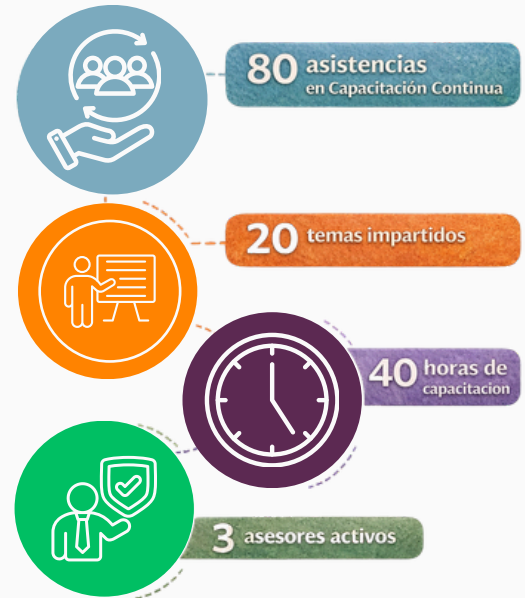 80 asistencias
en Capacitación Continua
20 temas impartidos
40 horas de
capacitacion
3 asesores activos